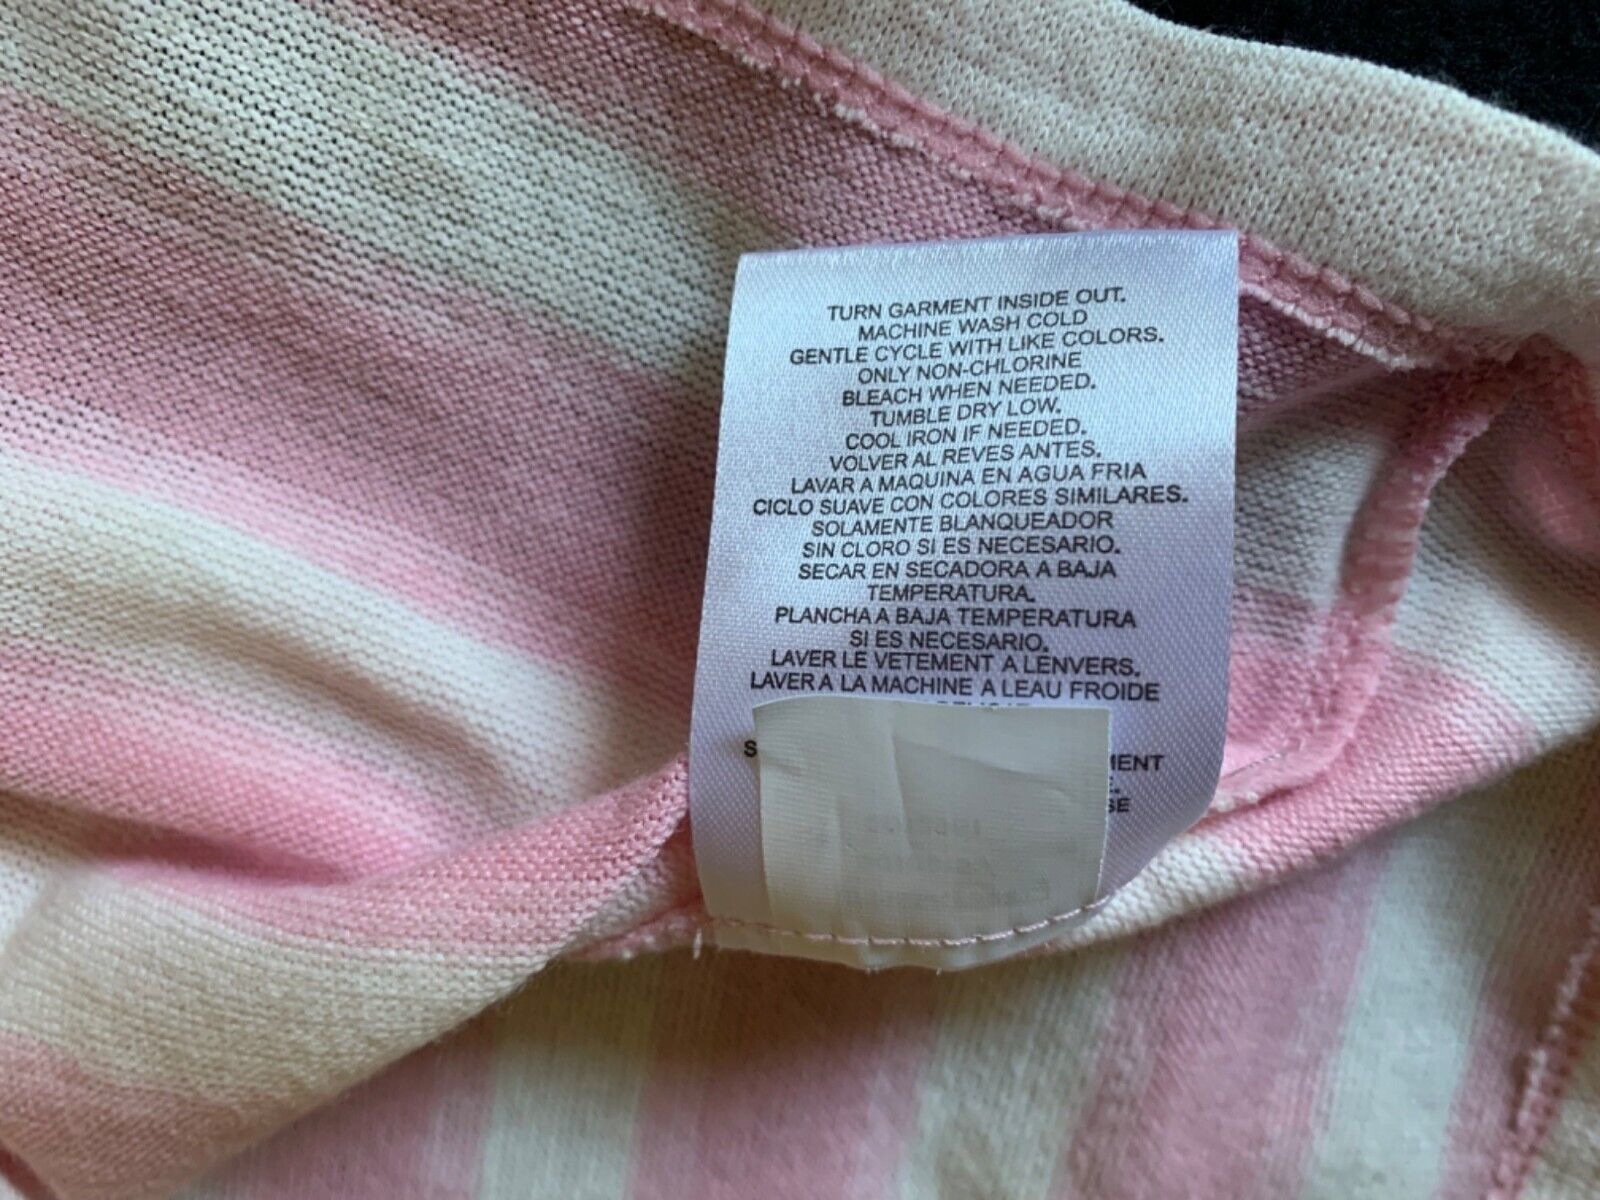 TURN GARMENT INSIDE OUT.
MACHINE WASH COLD
GENTLE CYCLE WITH LIKE COLORS.
ONLY NON-CHLORINE
BLEACH WHEN NEEDED.
TUMBLE DRY LOW.
COOL IRON IF NEEDED.
VOLVER AL REVES ANTES.
LAVAR A MAQUINA EN AGUA FRIA
CICLO SUAVE CON COLORES SIMILARES.
SOLAMENTE BLANQUEADOR
SIN CLORO SI ES NECESARIO.
SECAR EN SECADORA A BAJA
TEMPERATURA.
PLANCHA A BAJA TEMPERATURA
SI ES NECESARIO.
LAVER LE VETEMENT A LENVERS.
LAVER A LA MACHINE A LEAU FROIDE